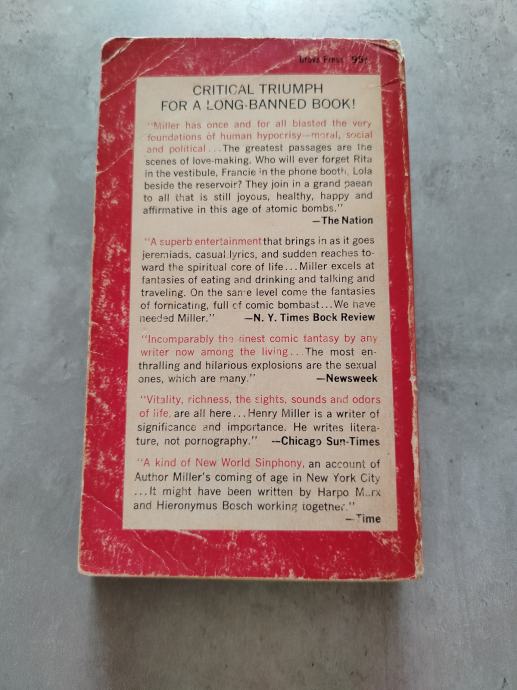 Grove Press 95¢
CRITICAL TRIUMPH
FOR A LONG-BANNED BOOK!
"Miller has once and for all blasted the very
foundations of human hypocrisy—moral, social
and political...The greatest passages are the
scenes of love-making. Who will ever forget Rita
in the vestibule, Francie in the phone booth, Lola
beside the reservoir? They join in a grand paean
to all that is still joyous, healthy, happy and
affirmative in this age of atomic bombs."
—The Nation
"A superb entertainment that brings in as it goes
jeremiads, casual lyrics, and sudden reaches to-
ward the spiritual core of life...Miller excels at
fantasies of eating and drinking and talking and
traveling. On the same level come the fantasies
of fornicating, full of comic bombast...We have
needed Miller." —N. Y. Times Book Review
"Incomparably the finest comic fantasy by any
writer now among the living...The most en-
thralling and hilarious explosions are the sexual
ones, which are many." —Newsweek
"Vitality, richness, the sights, sounds and odors
of life, are all here...Henry Miller is a writer of
significance and importance. He writes litera-
ture, not pornography." —Chicago Sun-Times
"A kind of New World Sinphony, an account of
Author Miller's coming of age in New York City
...It might have been written by Harpo Marx
and Hieronymus Bosch working together."
—Time